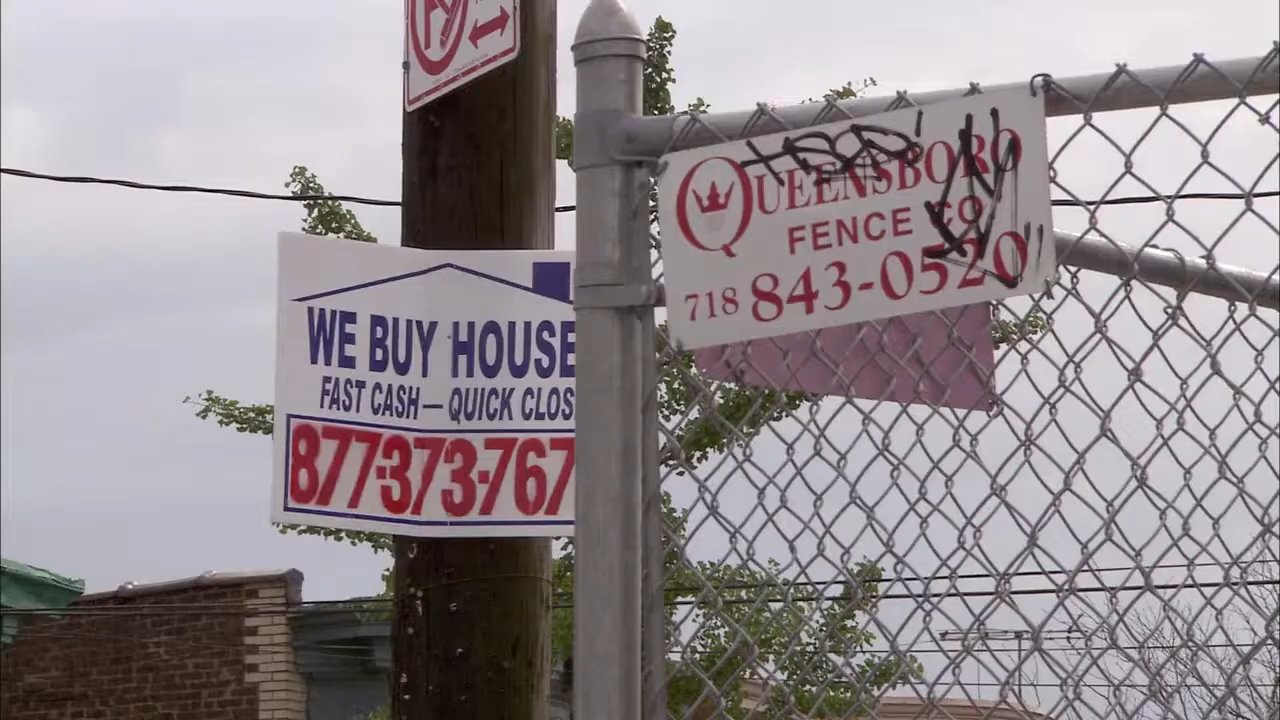 WE BUY HOUSE
FAST CASH—QUICK CLOS
877-373-767
QUEENSBORO
FENCE CO
718 843-0520